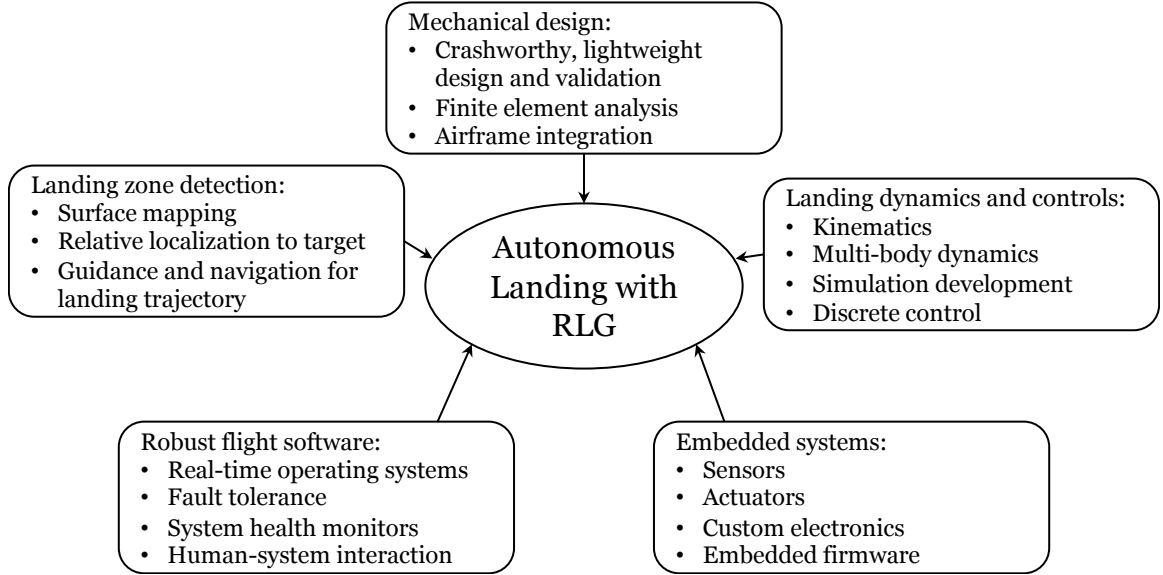 Mechanical design:
• Crashworthy, lightweight
design and validation
• Finite element analysis
• Airframe integration
Landing zone detection:
• Surface mapping
• Relative localization to target
• Guidance and navigation for
landing trajectory
Autonomous
Landing with
RLG
Landing dynamics and controls:
• Kinematics
• Multi-body dynamics
• Simulation development
• Discrete control
Robust flight software:
• Real-time operating systems
• Fault tolerance
• System health monitors
• Human-system interaction
Embedded systems:
• Sensors
• Actuators
• Custom electronics
• Embedded firmware